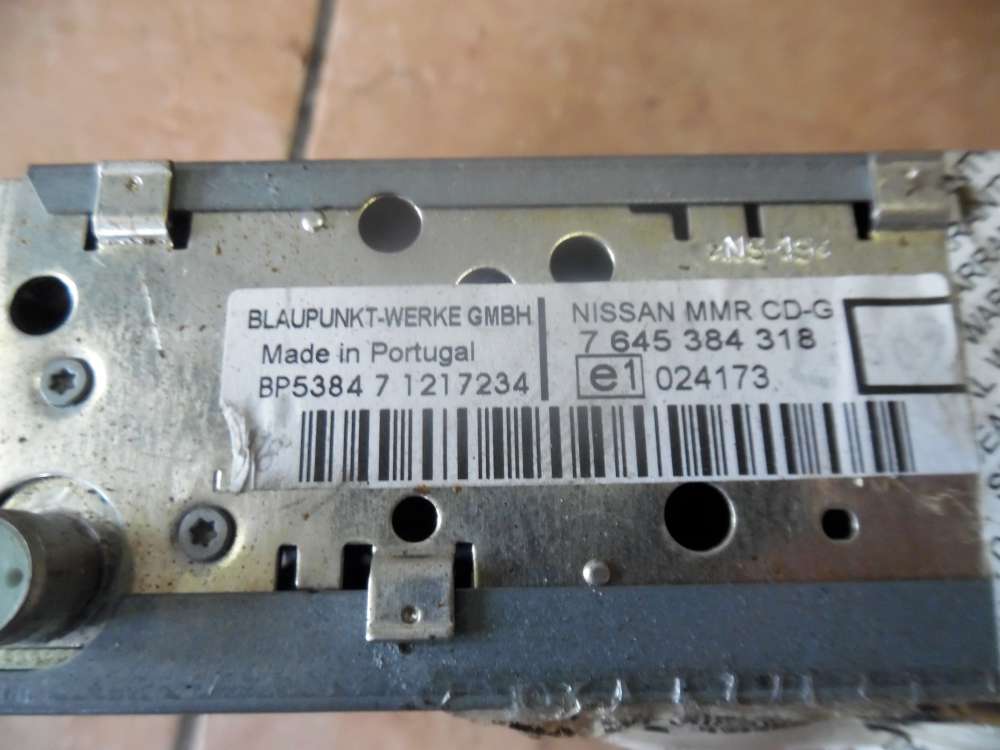 BLAUPUNKT-WERKE GMBH
Made in Portugal
BP5384 7 1217234
NISSAN MMR CD-G
7 645 384 318
e1 024173